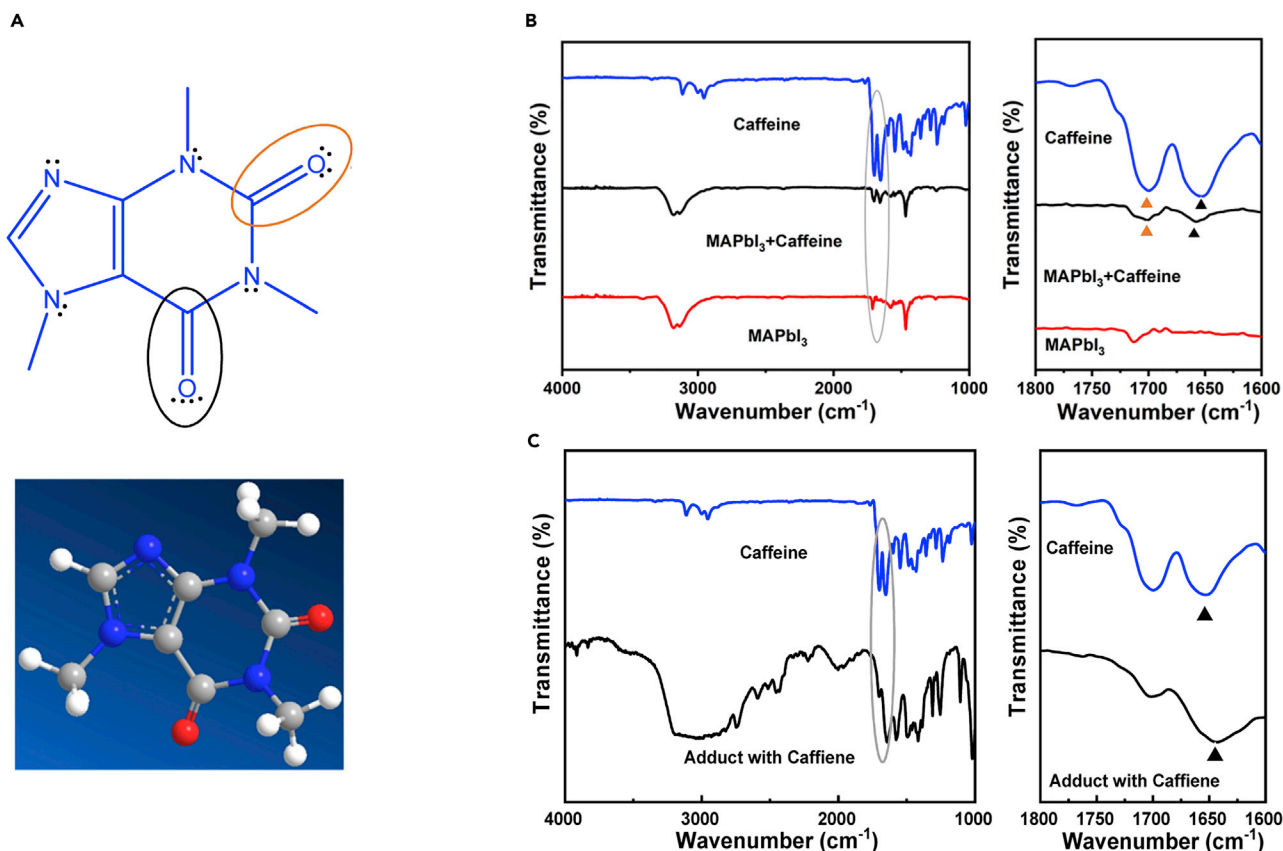 A
N
N
O
N
N
O
B
Transmittance (%)
Caffeine
MAPbI₃+Caffeine
MAPbI₃
4000 3000 2000 1000
Wavenumber (cm⁻¹)
Transmittance (%)
Caffeine
MAPbI₃+Caffeine
MAPbI₃
1800 1750 1700 1650 1600
Wavenumber (cm⁻¹)
C
Transmittance (%)
Caffeine
Adduct with Caffiene
4000 3000 2000 1000
Wavenumber (cm⁻¹)
Transmittance (%)
Caffeine
Adduct with Caffiene
1800 1750 1700 1650 1600
Wavenumber (cm⁻¹)